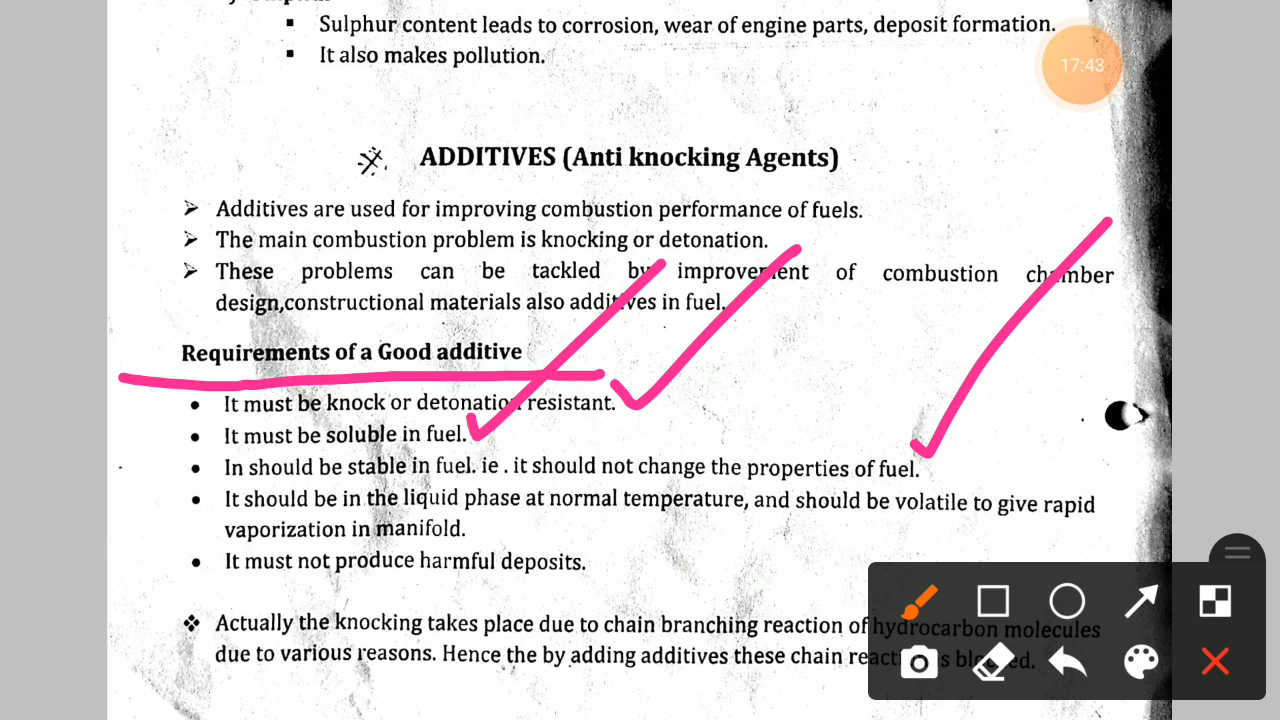 Sulphur content leads to corrosion, wear of engine parts, deposit formation.
It also makes pollution.
17:43
ADDITIVES (Anti knocking Agents)
Additives are used for improving combustion performance of fuels.
The main combustion problem is knocking or detonation.
These problems can be tackled by improvement of combustion chamber
design,constructional materials also additives in fuel.
Requirements of a Good additive
It must be knock or detonation resistant.
It must be soluble in fuel.
In should be stable in fuel. ie . it should not change the properties of fuel.
It should be in the liquid phase at normal temperature, and should be volatile to give rapid
vaporization in manifold.
It must not produce harmful deposits.
Actually the knocking takes place due to chain branching reaction of hydrocarbon molecules
due to various reasons. Hence the by adding additives these chain